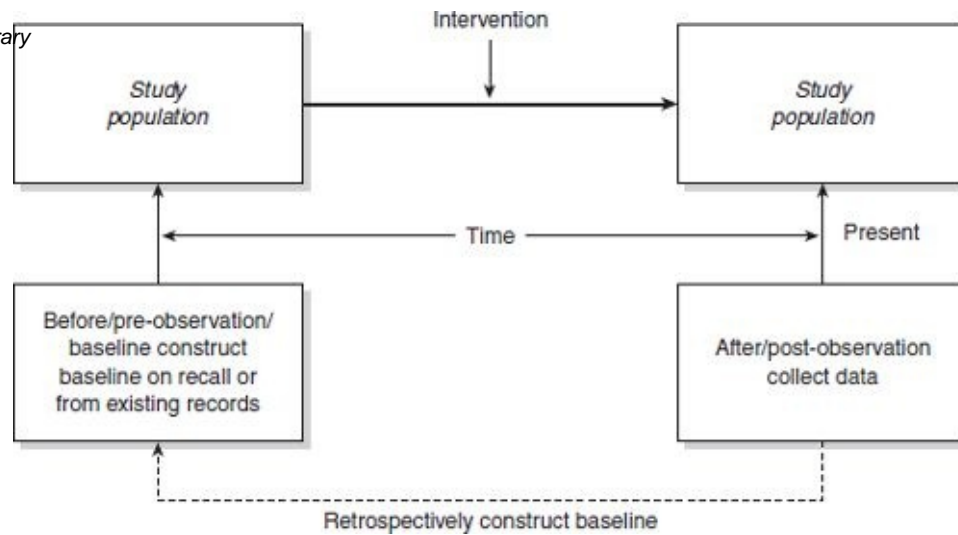 Intervention
rary
Study
population
Study
population
Time
Present
Before/pre-observation/
baseline construct
baseline on recall or
from existing records
After/post-observation
collect data
Retrospectively construct baseline